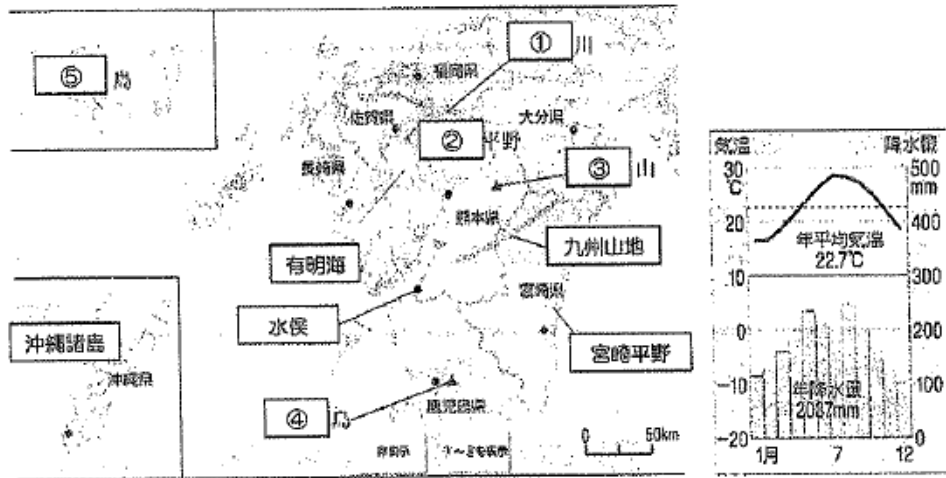 ⑤ 島
① 川
福岡県
佐賀県
大分県
② 平野
③ 山
長崎県
熊本県
九州山地
有明海
水俣
宮崎県
宮崎平野
沖縄諸島
沖縄県
④ 島
鹿児島県
0 50km
気温
降水量
30
℃
20
10
0
-10
-20
500
mm
400
300
200
100
0
年平均気温
22.7℃
年降水量
2037mm
1月 7 12